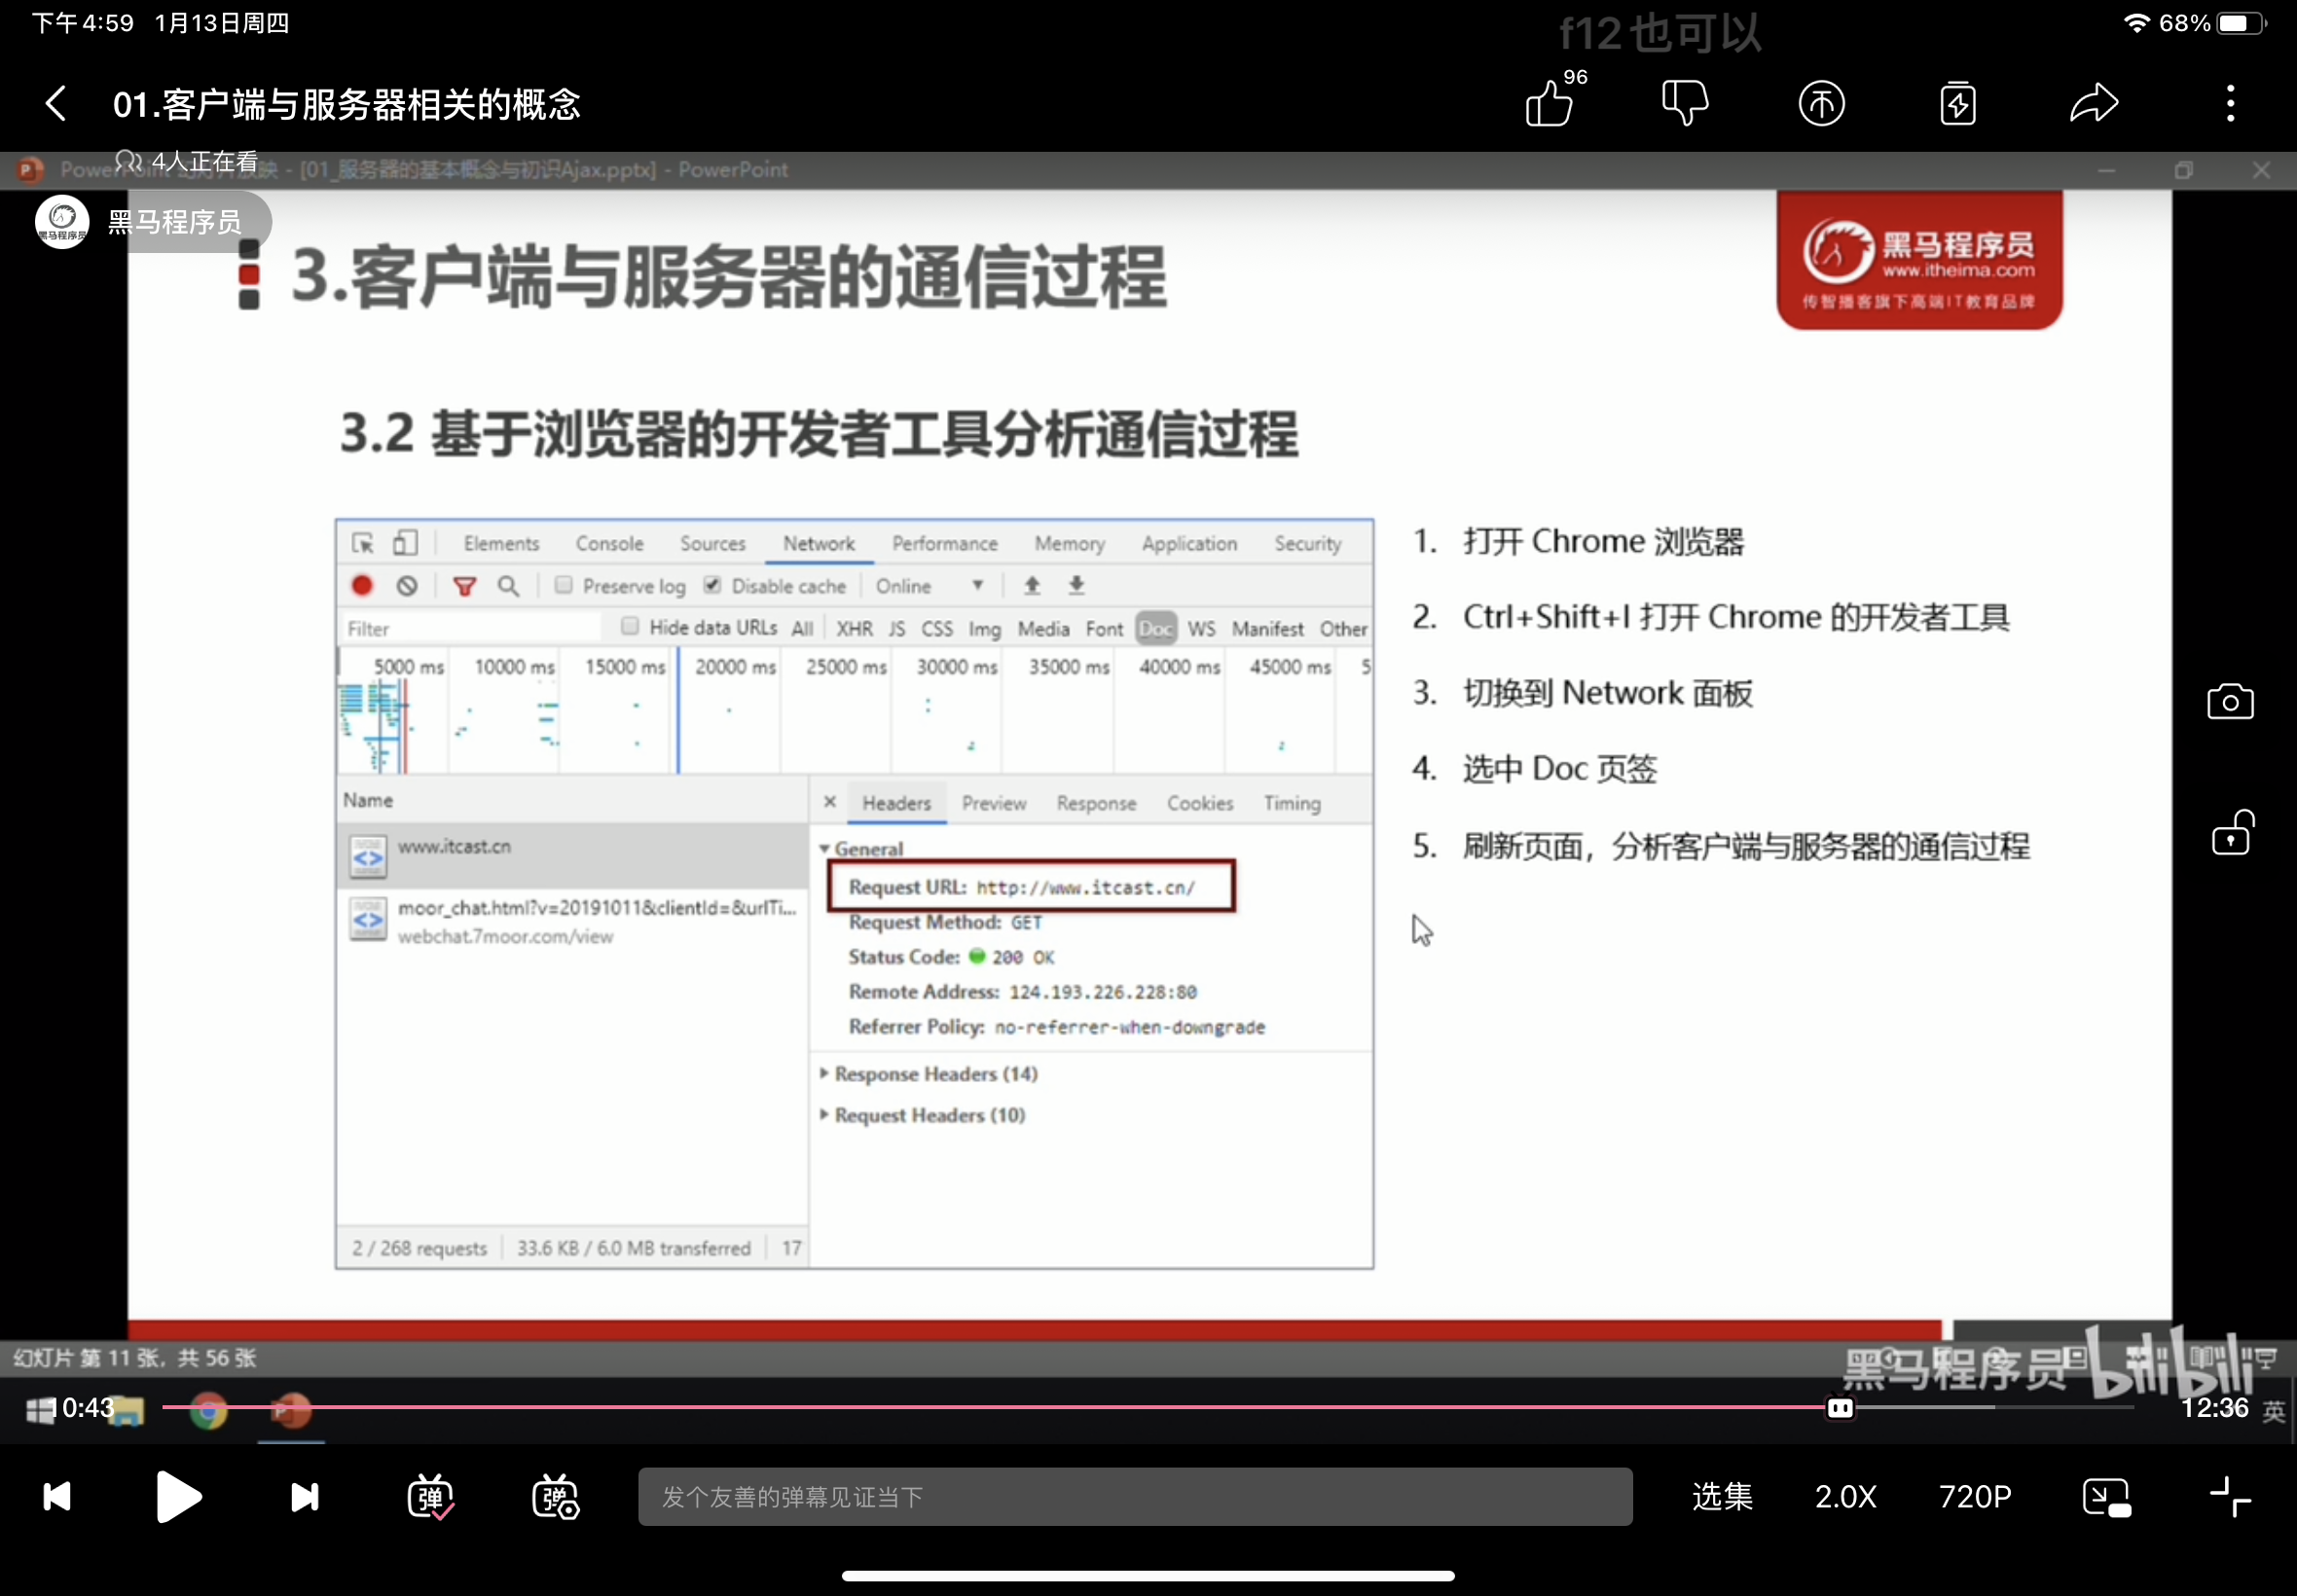 下午4:59 1月13日周四
f12也可以
68%
01.客户端与服务器相关的概念
96
4人正在看
[01_服务器的基本概念与初识Ajax.pptx] - PowerPoint
黑马程序员
3.客户端与服务器的通信过程
黑马程序员
www.itheima.com
传智播客旗下高端IT教育品牌
3.2 基于浏览器的开发者工具分析通信过程
Elements Console Sources Network Performance Memory Application Security
Preserve log Disable cache Online
Filter Hide data URLs All XHR JS CSS Img Media Font Doc WS Manifest Other
5000 ms 10000 ms 15000 ms 20000 ms 25000 ms 30000 ms 35000 ms 40000 ms 45000 ms 5
Name
www.itcast.cn
moor_chat.html?v=20191011&clientId=&urlTi...
webchat.7moor.com/view
2 / 268 requests 33.6 KB / 6.0 MB transferred 17
Headers Preview Response Cookies Timing
General
Request URL: http://www.itcast.cn/
Request Method: GET
Status Code: 200 OK
Remote Address: 124.193.226.228:80
Referrer Policy: no-referrer-when-downgrade
Response Headers (14)
Request Headers (10)
1. 打开 Chrome 浏览器
2. Ctrl+Shift+I 打开 Chrome 的开发者工具
3. 切换到 Network 面板
4. 选中 Doc 页签
5. 刷新页面，分析客户端与服务器的通信过程
幻灯片 第 11 张，共 56 张
黑马程序员 bilibili
10:43
12:36
英
弹
弹
发个友善的弹幕见证当下
选集
2.0X
720P